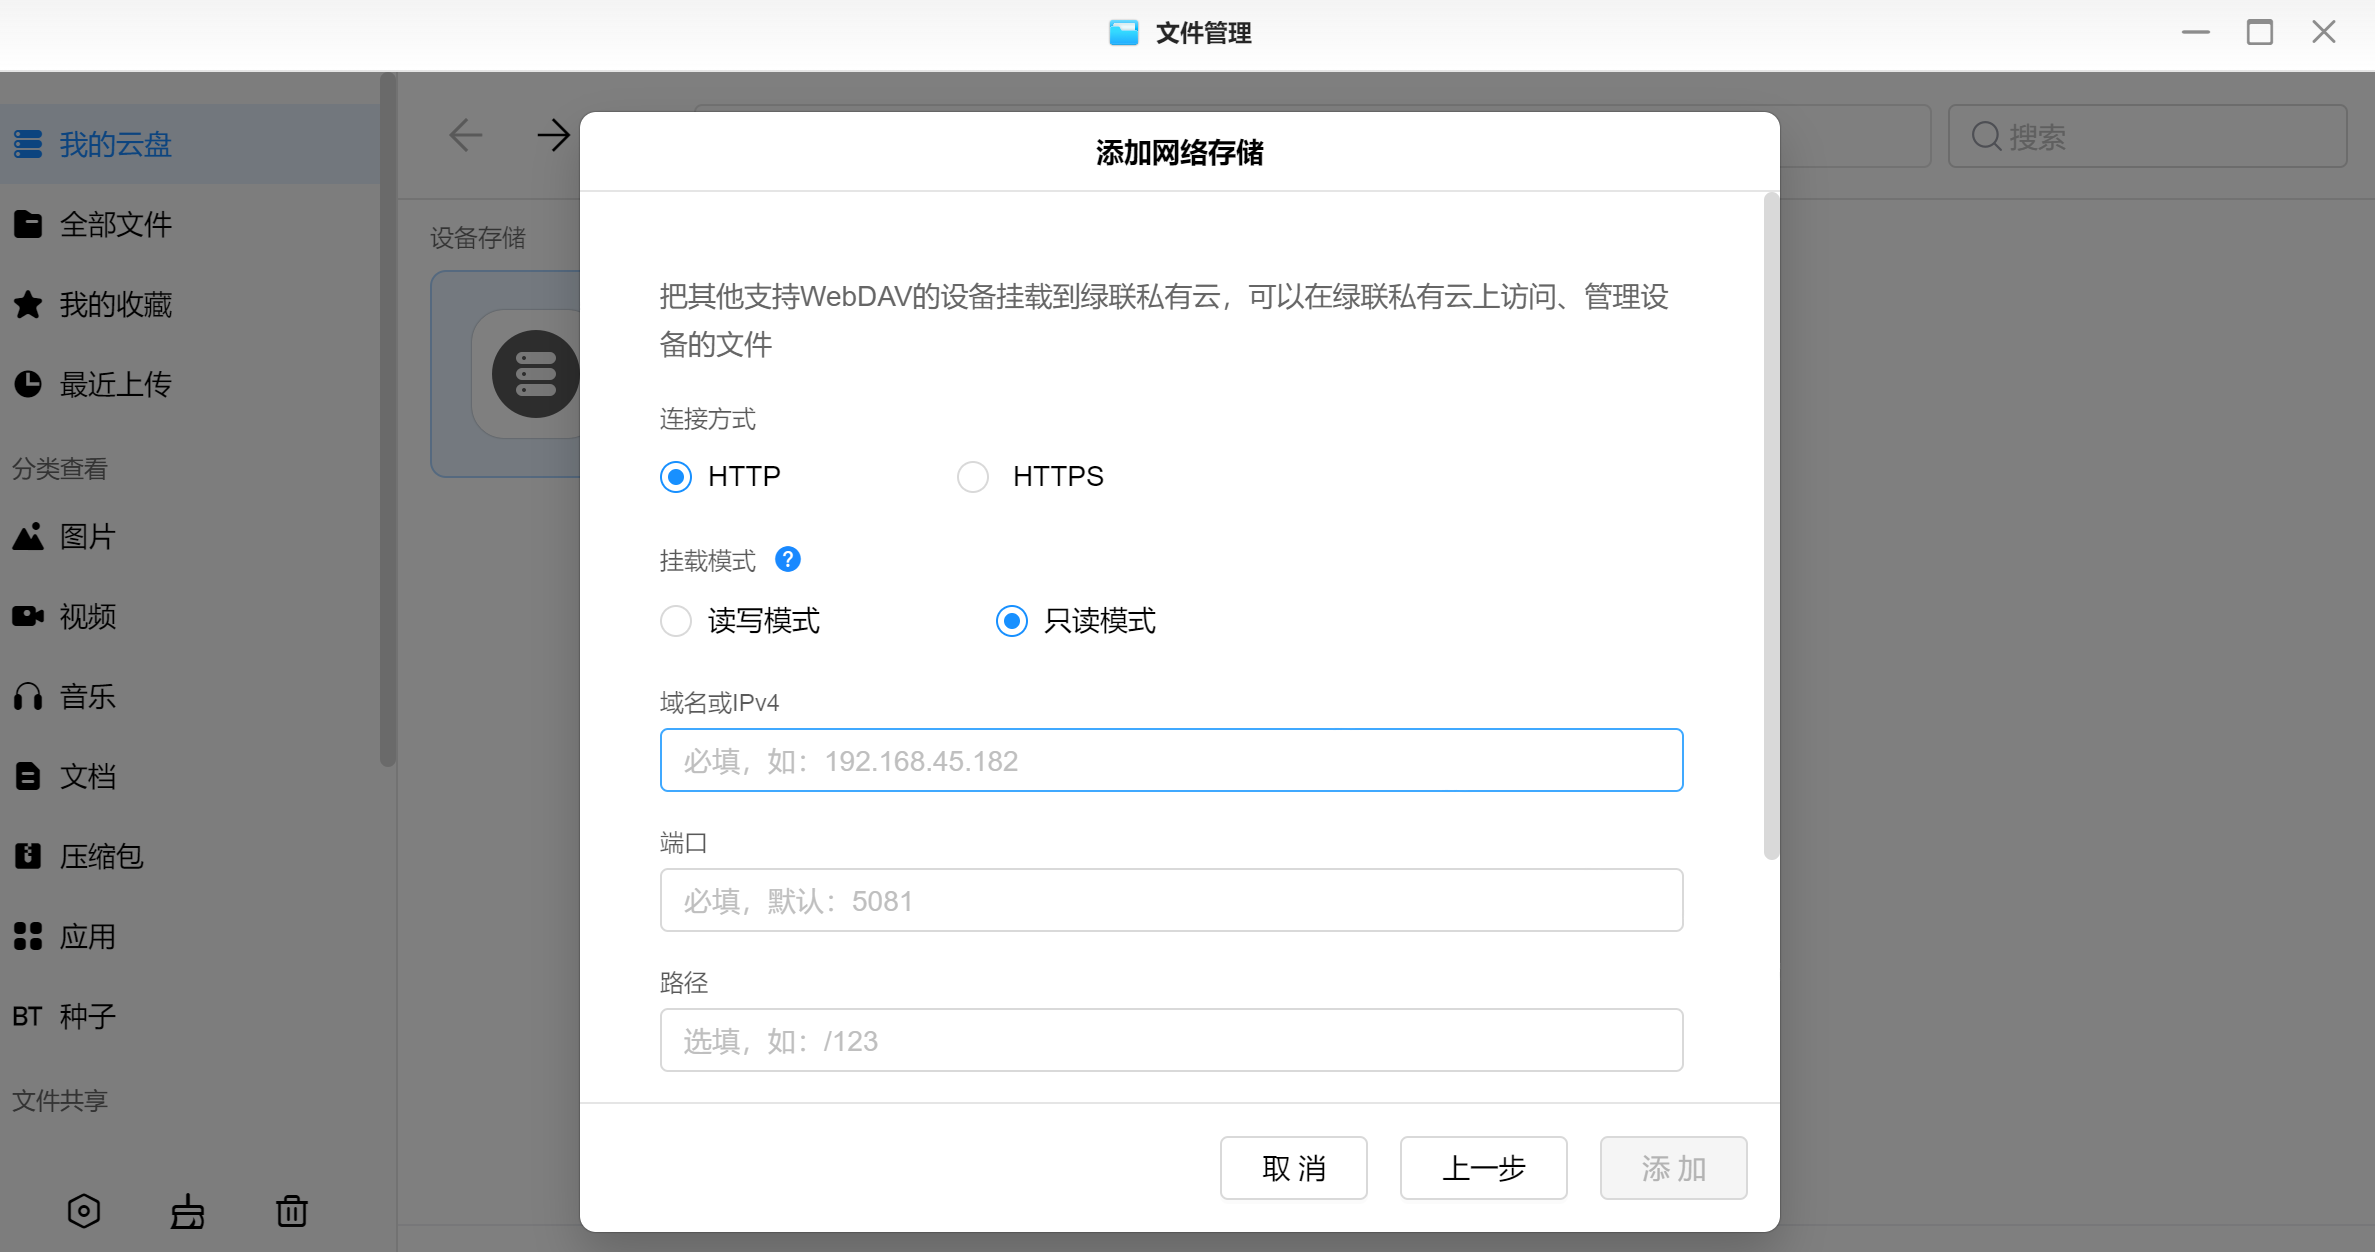 文件管理
我的云盘
全部文件
我的收藏
最近上传
分类查看
图片
视频
音乐
文档
压缩包
应用
BT 种子
文件共享
搜索
设备存储
添加网络存储
把其他支持WebDAV的设备挂载到绿联私有云，可以在绿联私有云上访问、管理设
备的文件
连接方式
HTTP HTTPS
挂载模式 ?
读写模式 只读模式
域名或IPv4
必填，如：192.168.45.182
端口
必填，默认：5081
路径
选填，如：/123
取 消 上一步 添 加